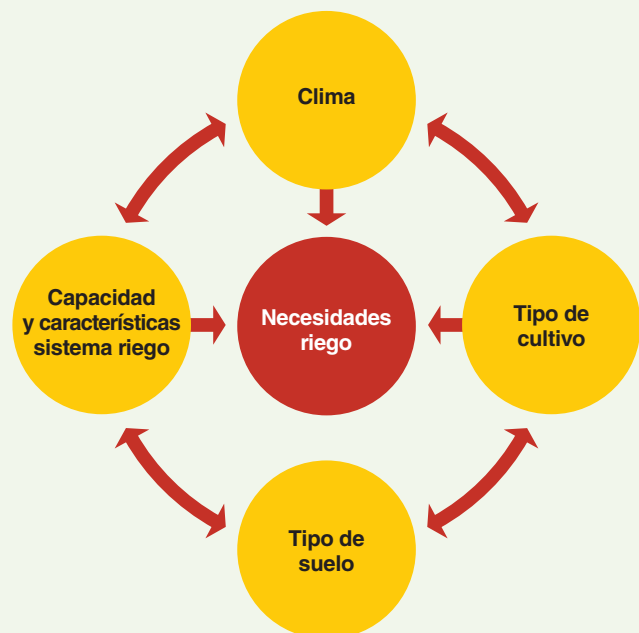 Clima
Capacidad
y características
sistema riego
Necesidades
riego
Tipo de
cultivo
Tipo de
suelo